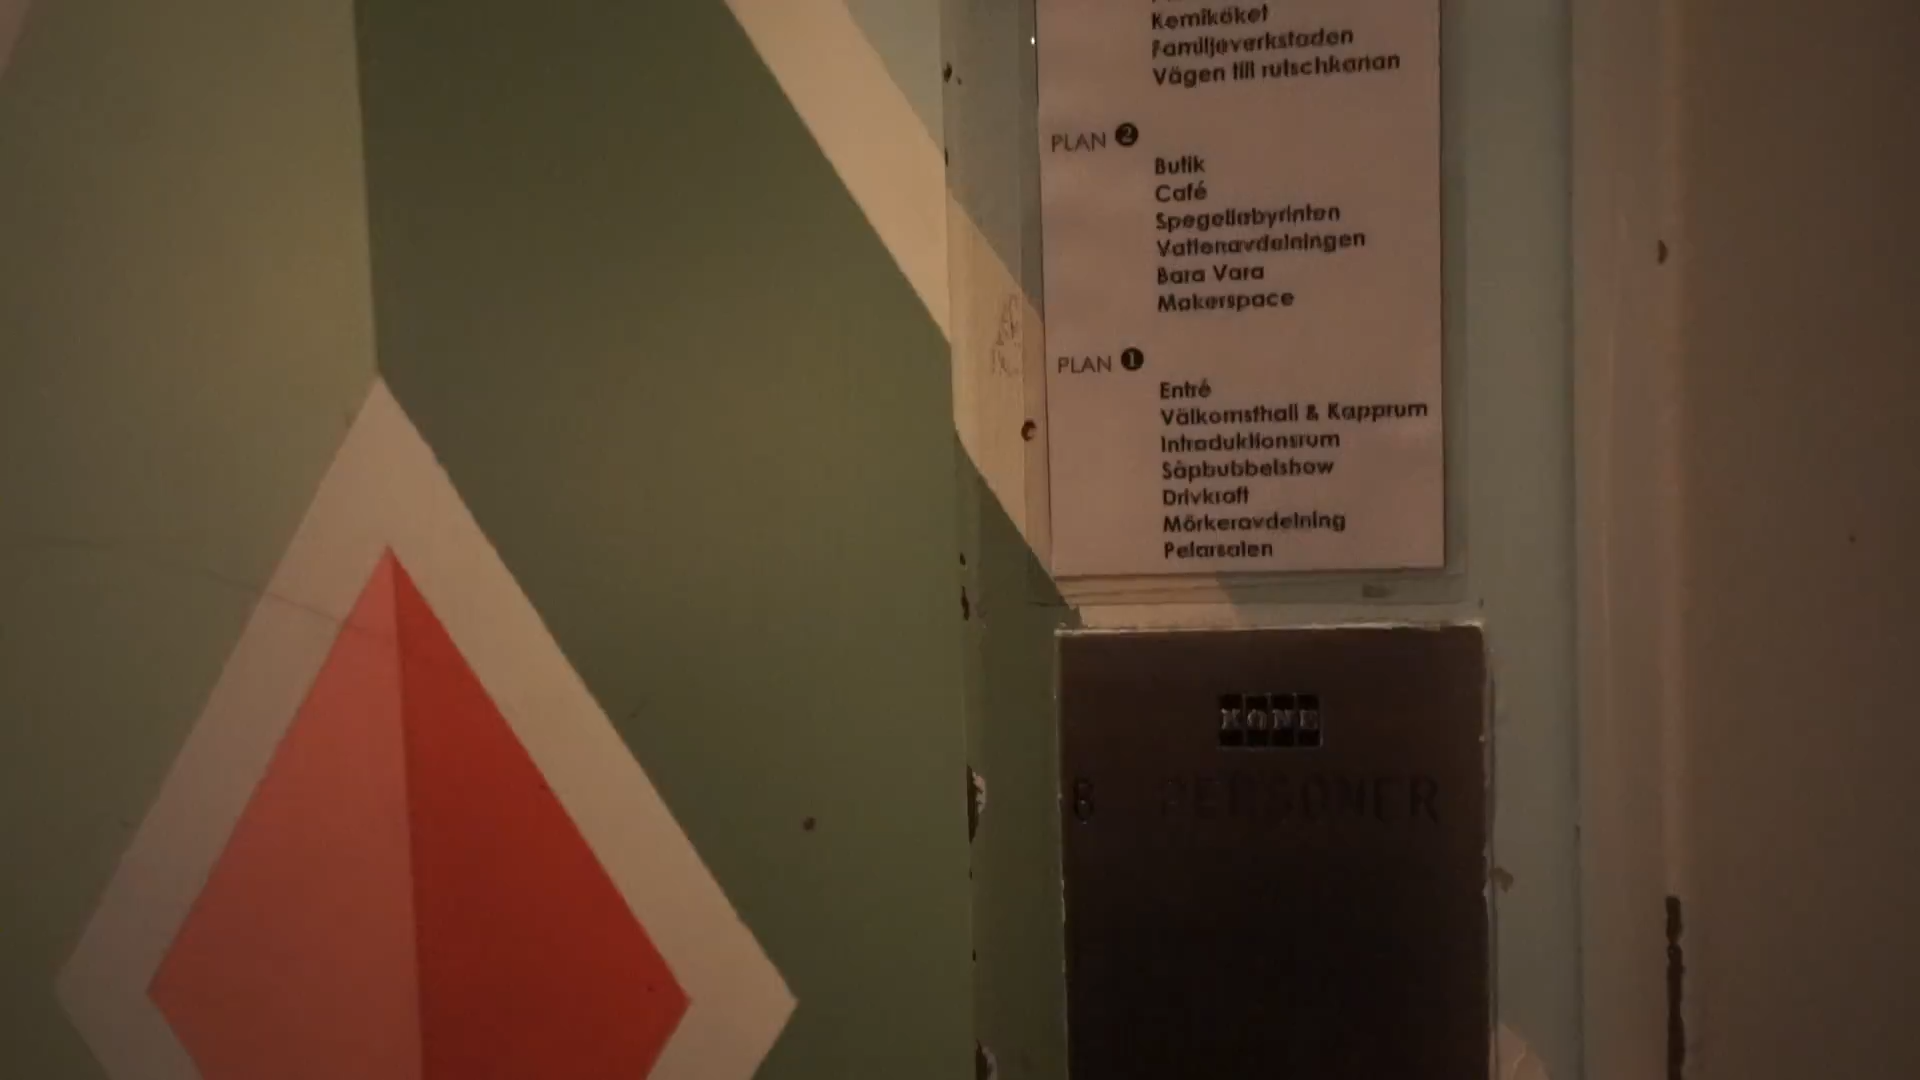 Kemiköket
Familjeverkstaden
Vägen till rutschkanan
PLAN 2
Butik
Café
Spegellabyrinten
Vattenavdelningen
Bara Vara
Makerspace
PLAN 1
Entré
Välkomsthall & Kapprum
Introduktionsrum
Såpbubbelshow
Drivkraft
Mörkeravdelning
Pelarsalen
KONE
8 PERSONER